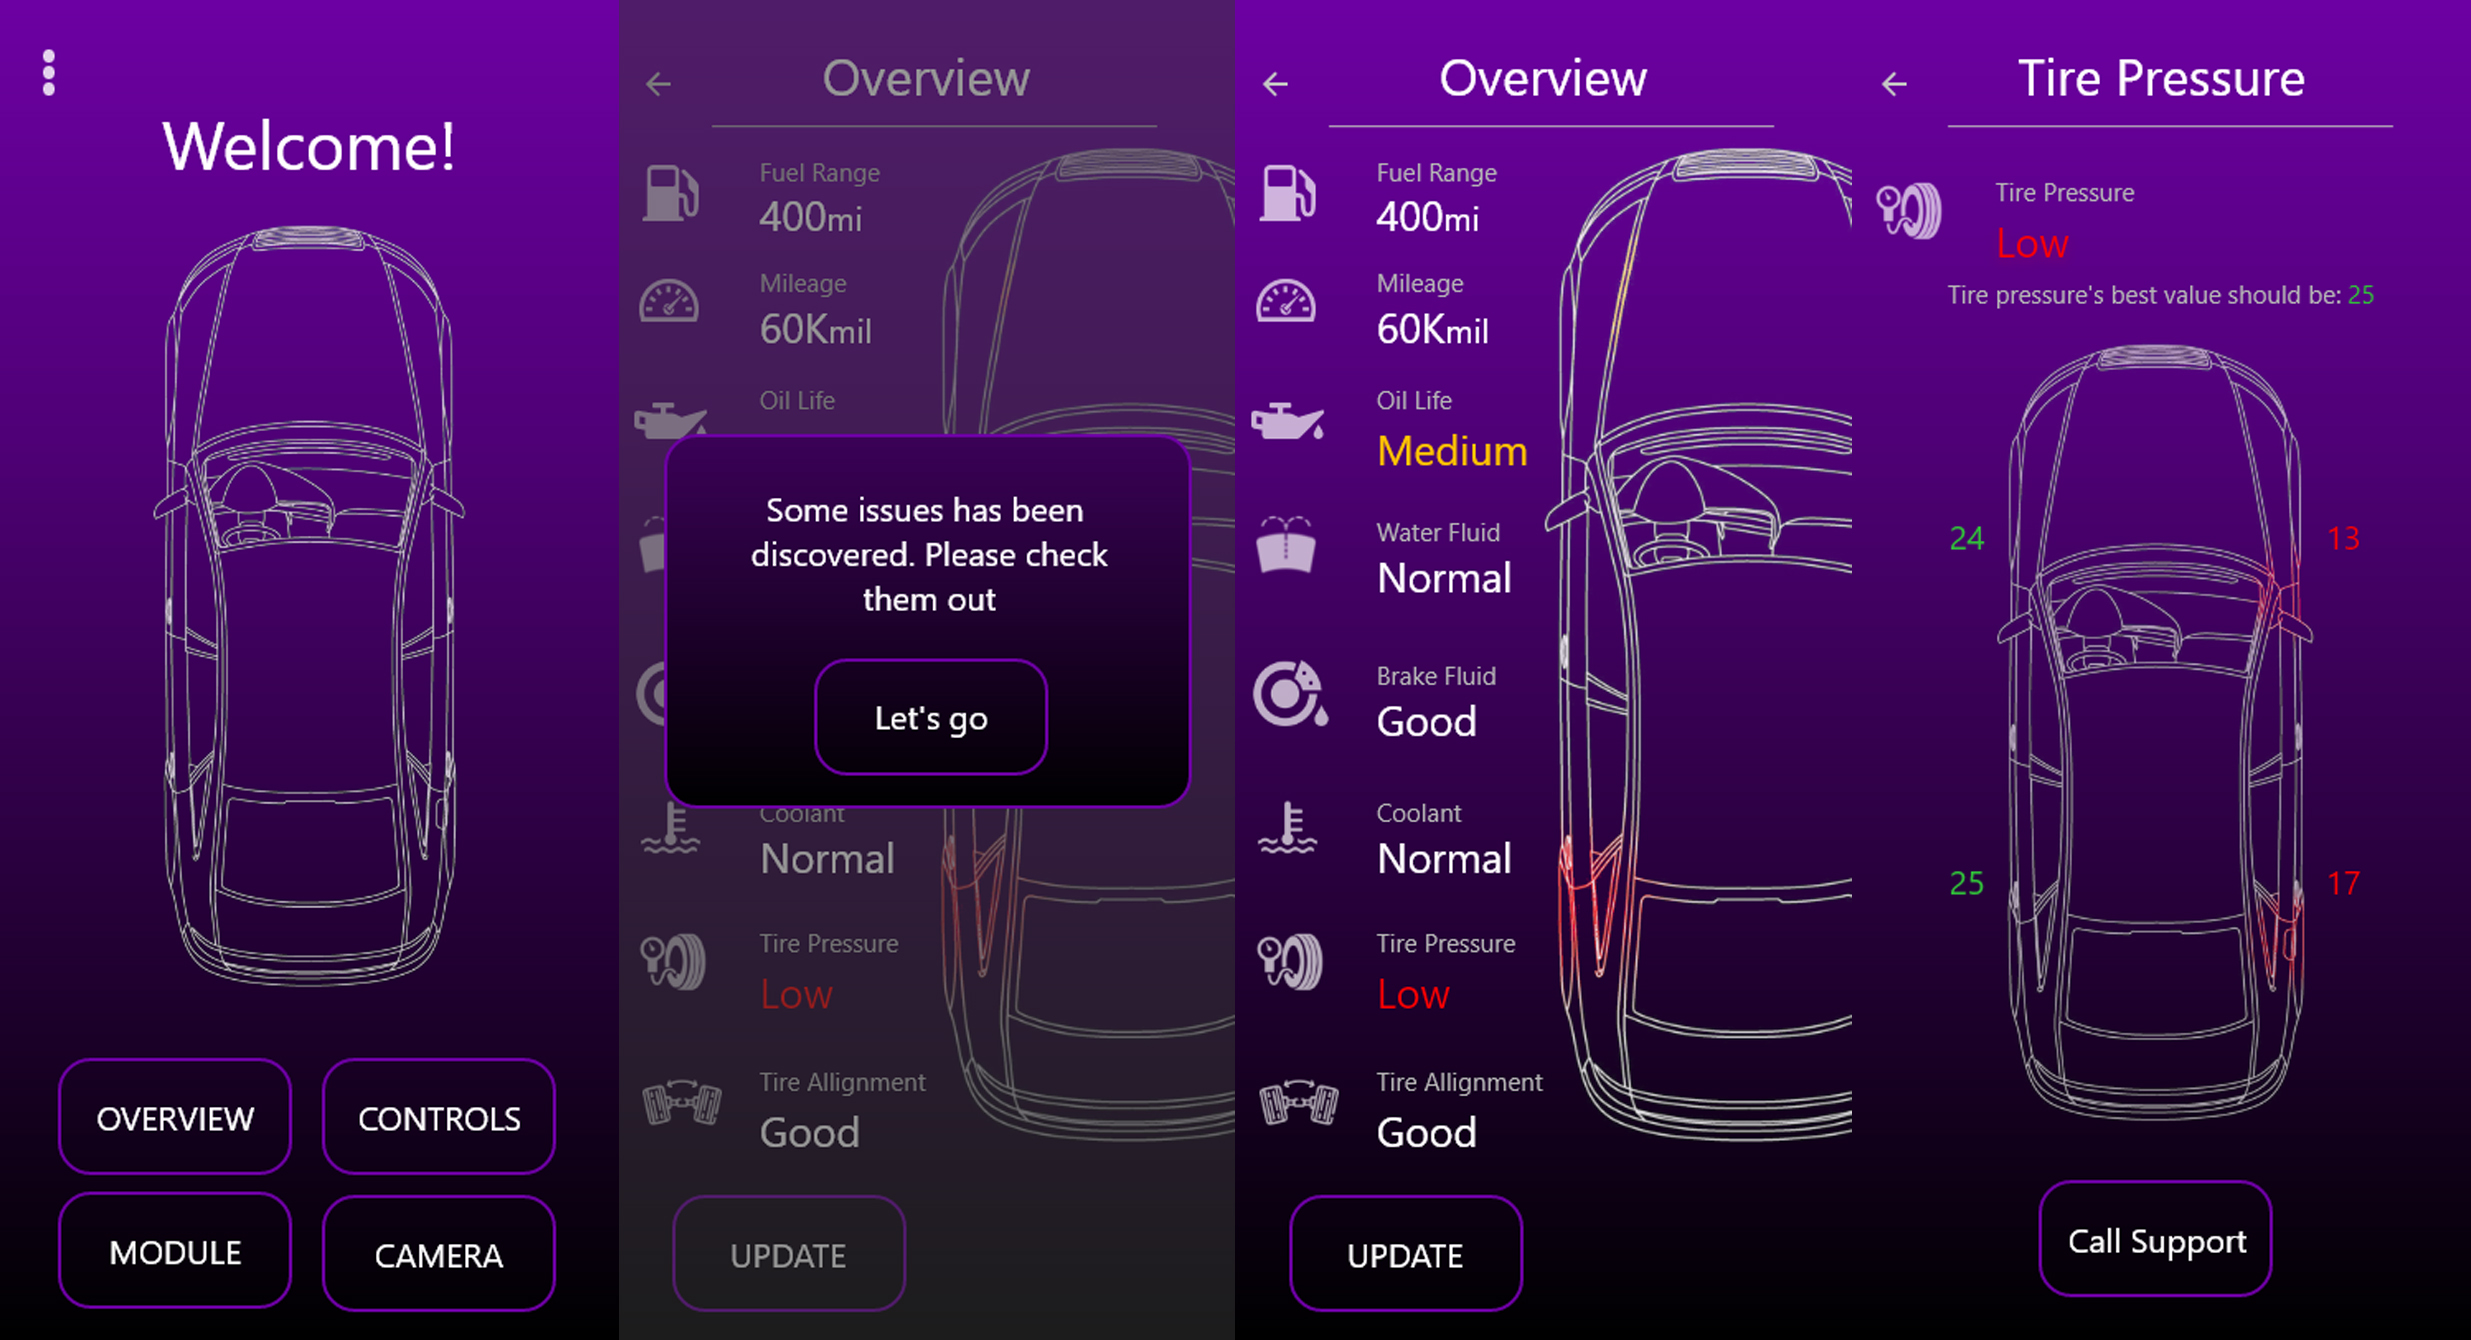 Welcome!
OVERVIEW
CONTROLS
MODULE
CAMERA
Overview
Fuel Range
400mi
Mileage
60Kmil
Oil Life
Some issues has been
discovered. Please check
them out
Let's go
Coolant
Normal
Tire Pressure
Low
Tire Allignment
Good
UPDATE
Overview
Fuel Range
400mi
Mileage
60Kmil
Oil Life
Medium
Water Fluid
Normal
Brake Fluid
Good
Coolant
Normal
Tire Pressure
Low
Tire Allignment
Good
UPDATE
Tire Pressure
Tire Pressure
Low
Tire pressure's best value should be: 25
24
13
25
17
Call Support